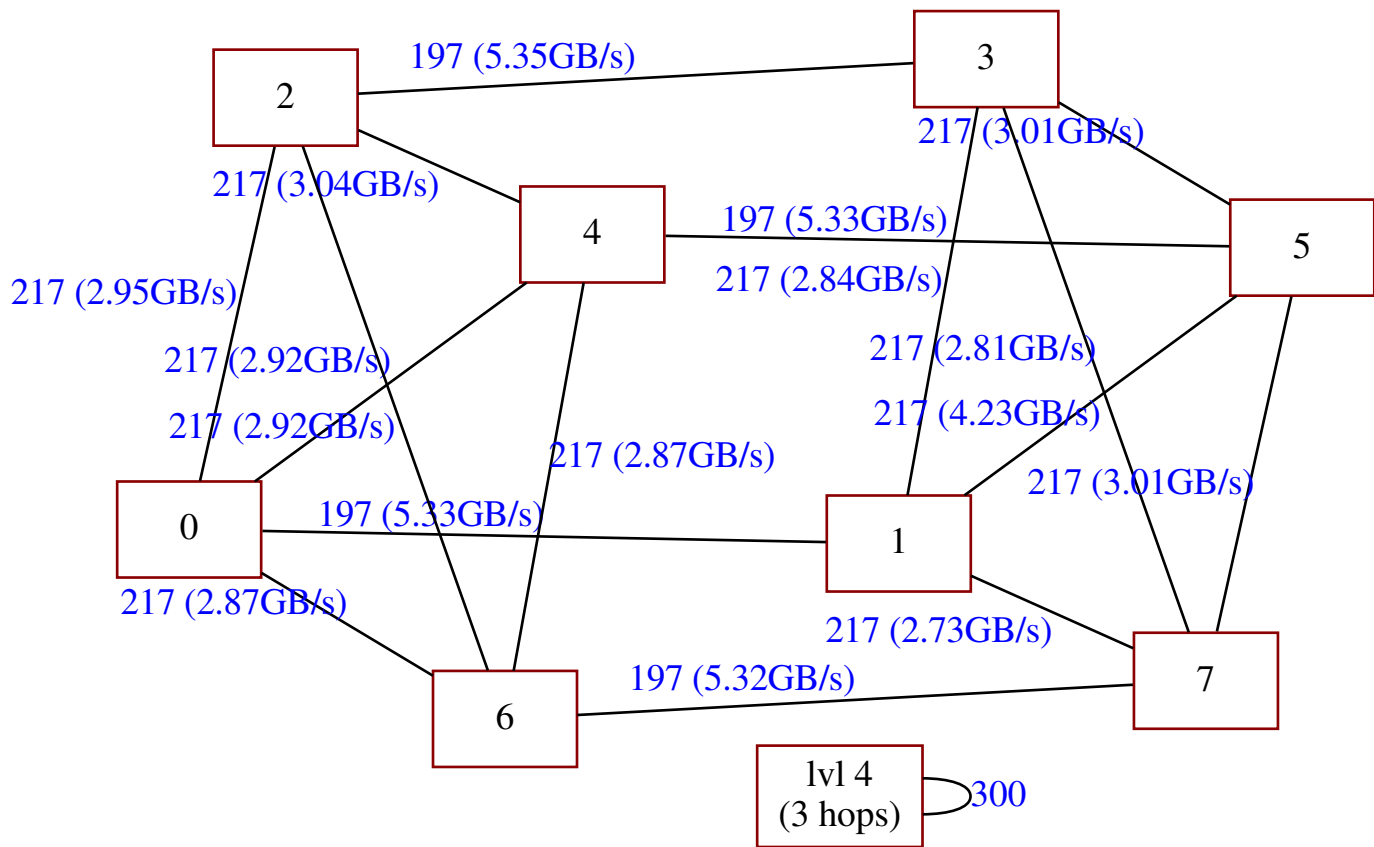 3
197 (5.35GB/s)
2
217 (3.01GB/s)
217 (3.04GB/s)
197 (5.33GB/s)
4
5
217 (2.84GB/s)
217 (2.95GB/s)
217 (2.81GB/s)
217 (2.92GB/s)
217 (4.23GB/s)
217 (2.92GB/s)
217 (2.87GB/s)
217 (3.01GB/s)
197 (5.33GB/s)
0
1
217 (2.87GB/s)
217 (2.73GB/s)
197 (5.32GB/s)
7
6
lvl 4
(3 hops)
300